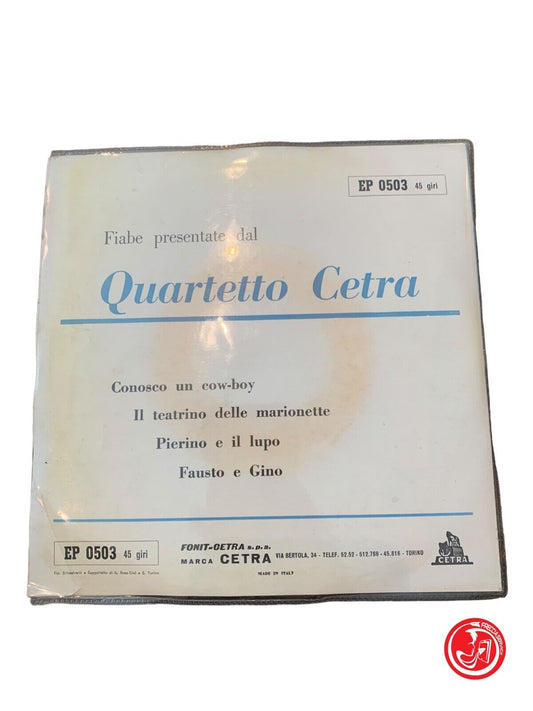 EP 0503 45 giri
Fiabe presentate dal
Quartetto Cetra
Conosco un cow-boy
Il teatrino delle marionette
Pierino e il lupo
Fausto e Gino
EP 0503 45 giri
FONIT-CETRA s.p.a.
MARCA CETRA
VIA BERTOLA, 34 - TELEF. 52.52 - 512.766 - 45.816 - TORINO
MADE IN ITALY
CETRA